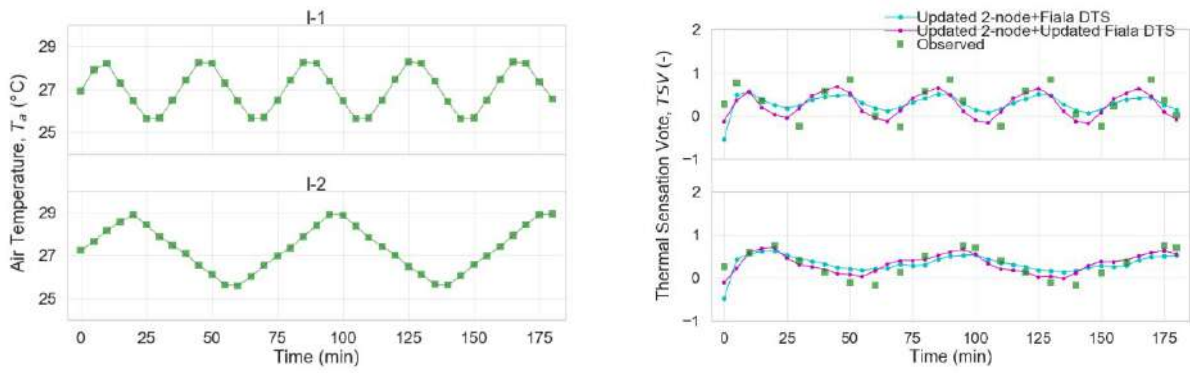 I-1
29
27
25
I-2
29
27
25
Air Temperature, Ta (°C)
0 25 50 75 100 125 150 175
Time (min)
Updated 2-node+Fiala DTS
Updated 2-node+Updated Fiala DTS
Observed
2
1
0
−1
2
1
0
−1
Thermal Sensation Vote, TSV (-)
0 25 50 75 100 125 150 175
Time (min)